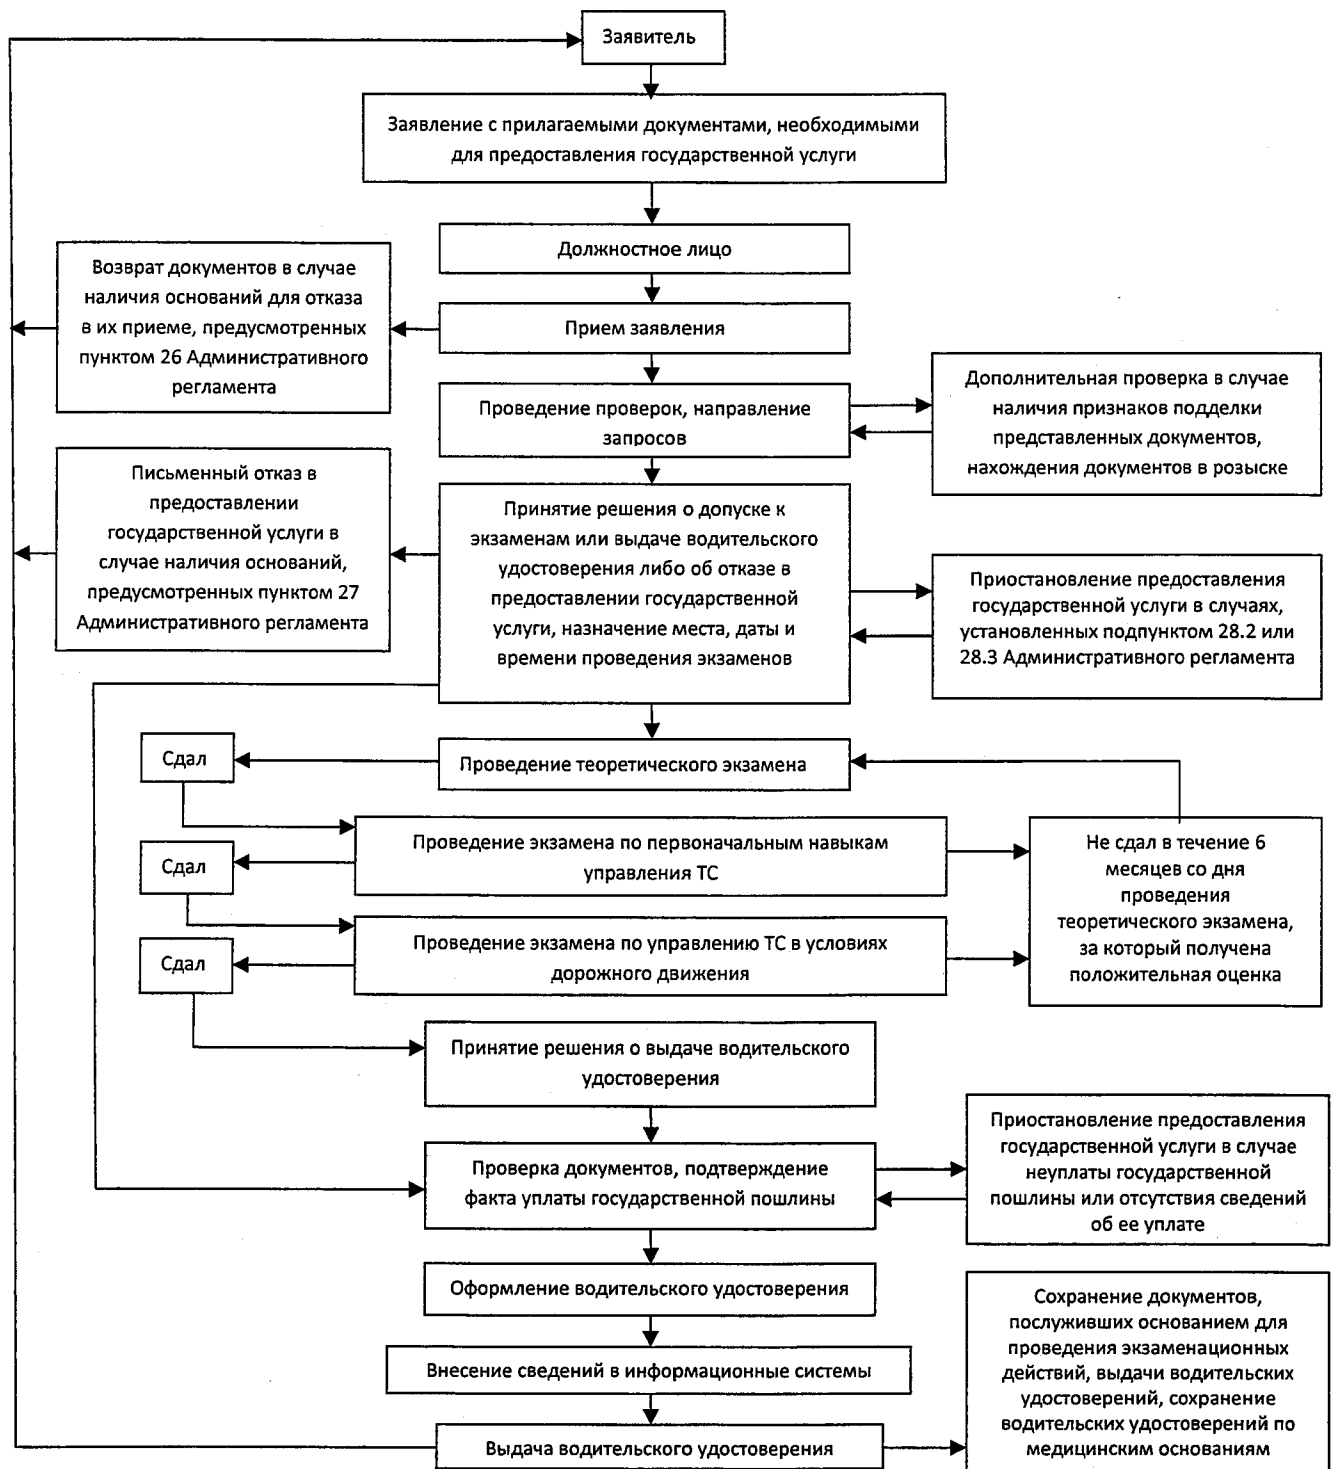 Заявитель
Заявление с прилагаемыми документами, необходимыми
для предоставления государственной услуги
Должностное лицо
Возврат документов в случае
наличия оснований для отказа
в их приеме, предусмотренных
пунктом 26 Административного
регламента
Прием заявления
Проведение проверок, направление
запросов
Дополнительная проверка в случае
наличия признаков подделки
представленных документов,
нахождения документов в розыске
Письменный отказ в
предоставлении
государственной услуги в
случае наличия оснований,
предусмотренных пунктом 27
Административного регламента
Принятие решения о допуске к
экзаменам или выдаче водительского
удостоверения либо об отказе в
предоставлении государственной
услуги, назначение места, даты и
времени проведения экзаменов
Приостановление предоставления
государственной услуги в случаях,
установленных подпунктом 28.2 или
28.3 Административного регламента
Сдал
Проведение теоретического экзамена
Проведение экзамена по первоначальным навыкам
управления ТС
Не сдал в течение 6
месяцев со дня
проведения
теоретического экзамена,
за который получена
положительная оценка
Сдал
Проведение экзамена по управлению ТС в условиях
дорожного движения
Сдал
Принятие решения о выдаче водительского
удостоверения
Проверка документов, подтверждение
факта уплаты государственной пошлины
Приостановление предоставления
государственной услуги в случае
неуплаты государственной
пошлины или отсутствия сведений
об ее уплате
Оформление водительского удостоверения
Внесение сведений в информационные системы
Выдача водительского удостоверения
Сохранение документов,
послуживших основанием для
проведения экзаменационных
действий, выдачи водительских
удостоверений, сохранение
водительских удостоверений по
медицинским основаниям